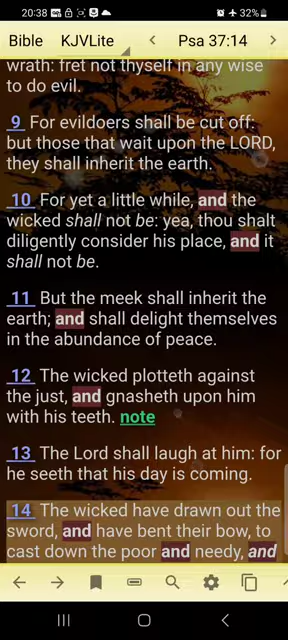 20:38 32%
Bible KJVLite < Psa 37:14 >
wrath: fret not thyself in any wise
to do evil.
9 For evildoers shall be cut off:
but those that wait upon the LORD,
they shall inherit the earth.
10 For yet a little while, and the
wicked shall not be: yea, thou shalt
diligently consider his place, and it
shall not be.
11 But the meek shall inherit the
earth; and shall delight themselves
in the abundance of peace.
12 The wicked plotteth against
the just, and gnasheth upon him
with his teeth. note
13 The Lord shall laugh at him: for
he seeth that his day is coming.
14 The wicked have drawn out the
sword, and have bent their bow, to
cast down the poor and needy, and